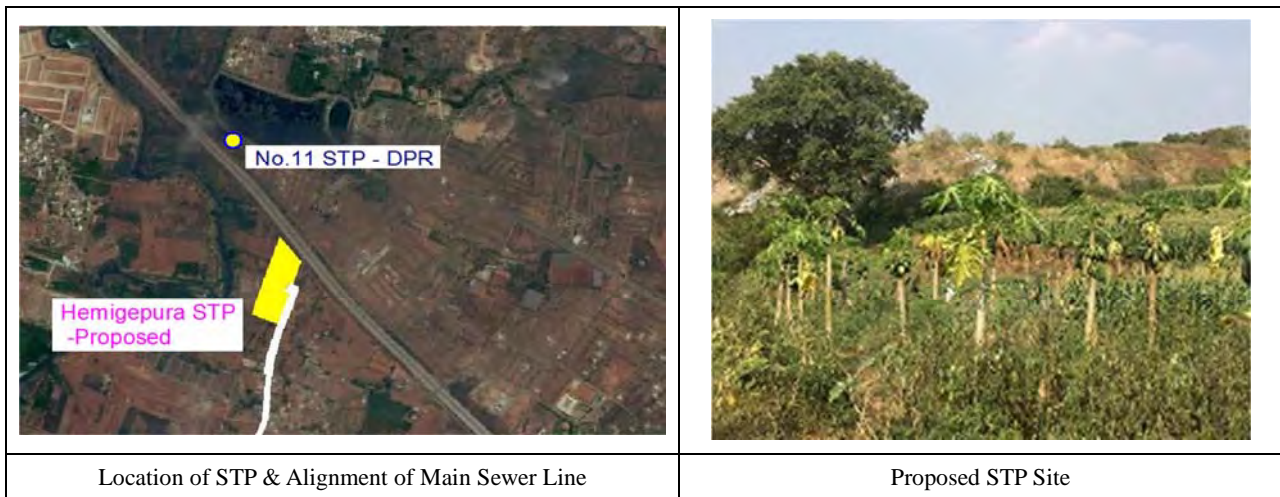 No.11 STP - DPR
Hemigepura STP
-Proposed
Location of STP & Alignment of Main Sewer Line
Proposed STP Site